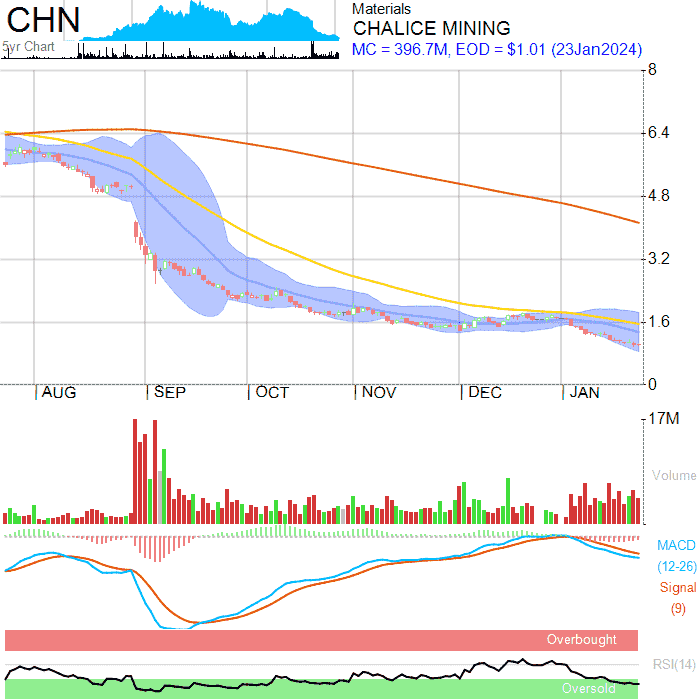 CHN
5yr Chart
Materials
CHALICE MINING
MC = 396.7M, EOD = $1.01 (23Jan2024)
8
6.4
4.8
3.2
1.6
0
AUG SEP OCT NOV DEC JAN
17M
Volume
MACD
(12-26)
Signal
(9)
Overbought
RSI(14)
Oversold